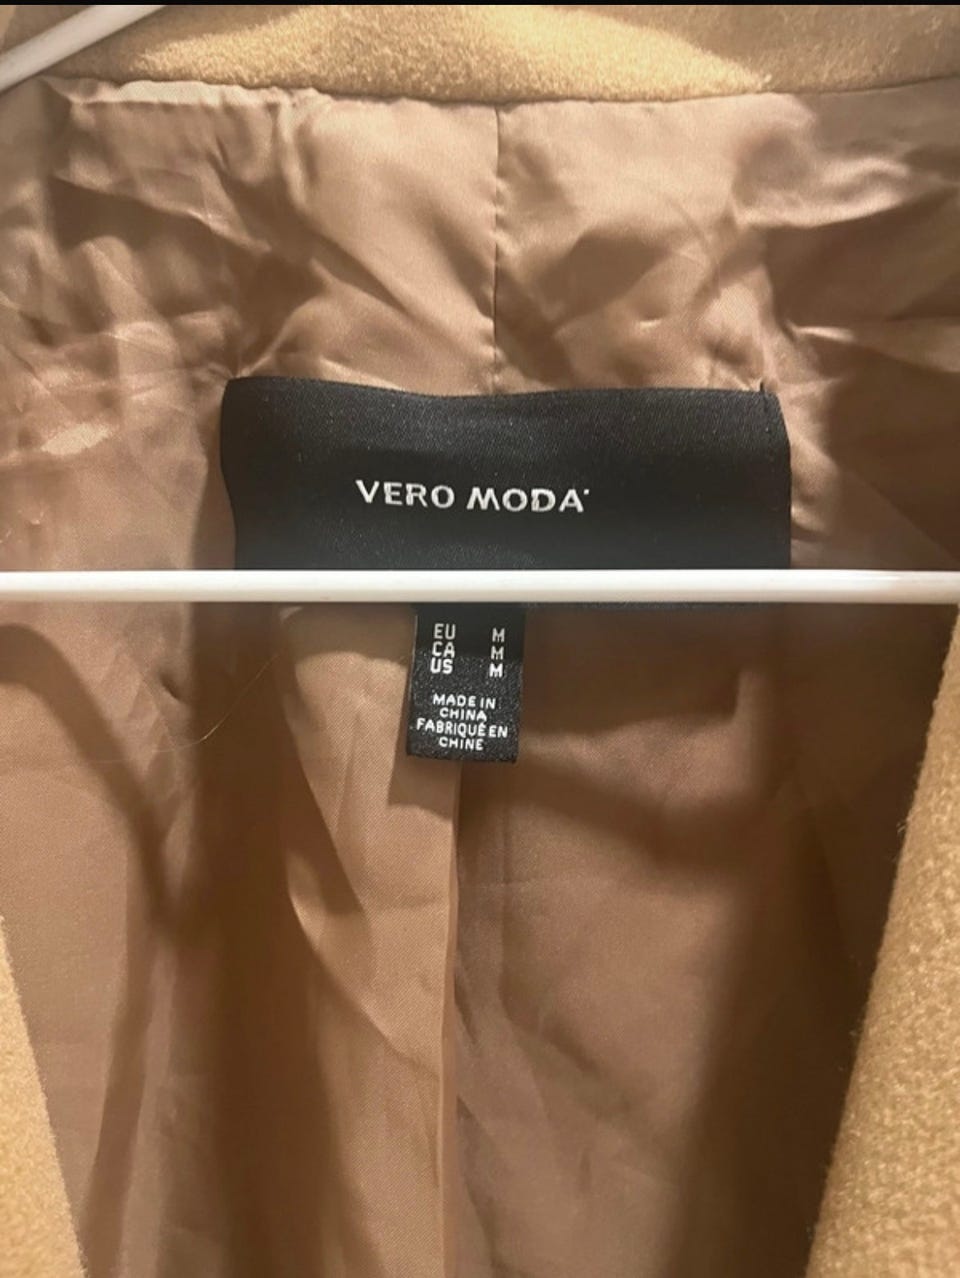 VERO MODA
EU M
CA M
US M
MADE IN
CHINA
FABRIQUÉ EN
CHINE